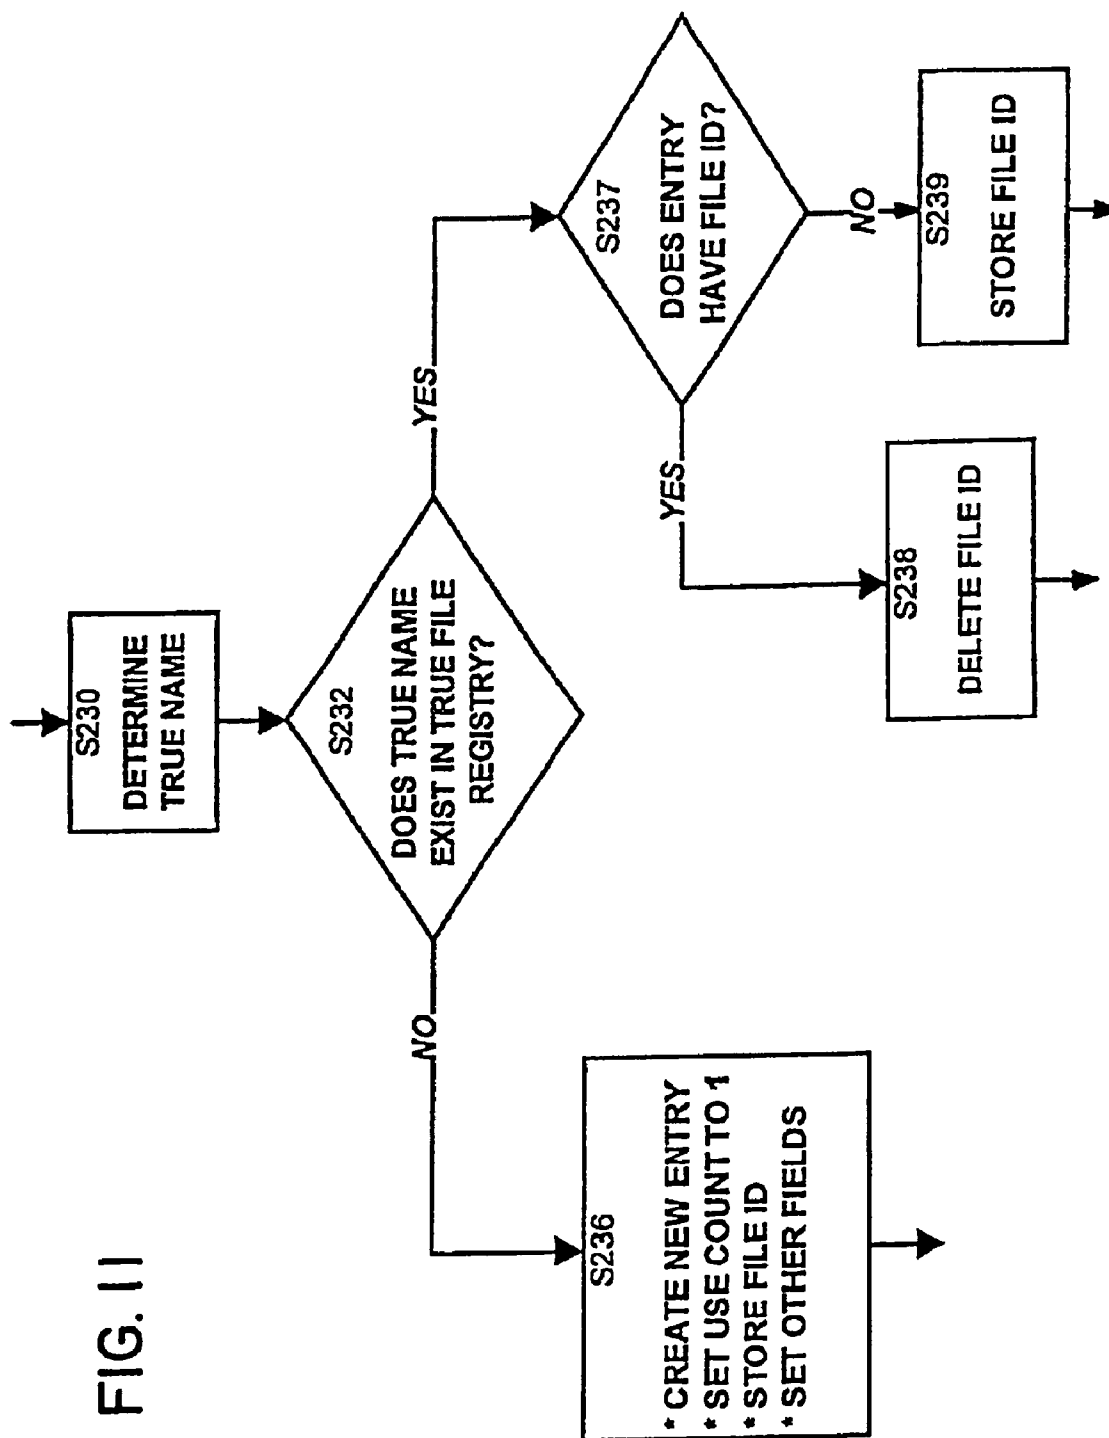 FIG. 11
S230
DETERMINE
TRUE NAME
S232
DOES TRUE NAME
EXIST IN TRUE FILE
REGISTRY?
NO
YES
S236
* CREATE NEW ENTRY
* SET USE COUNT TO 1
* STORE FILE ID
* SET OTHER FIELDS
S237
DOES ENTRY
HAVE FILE ID?
YES
NO
S238
DELETE FILE ID
S239
STORE FILE ID